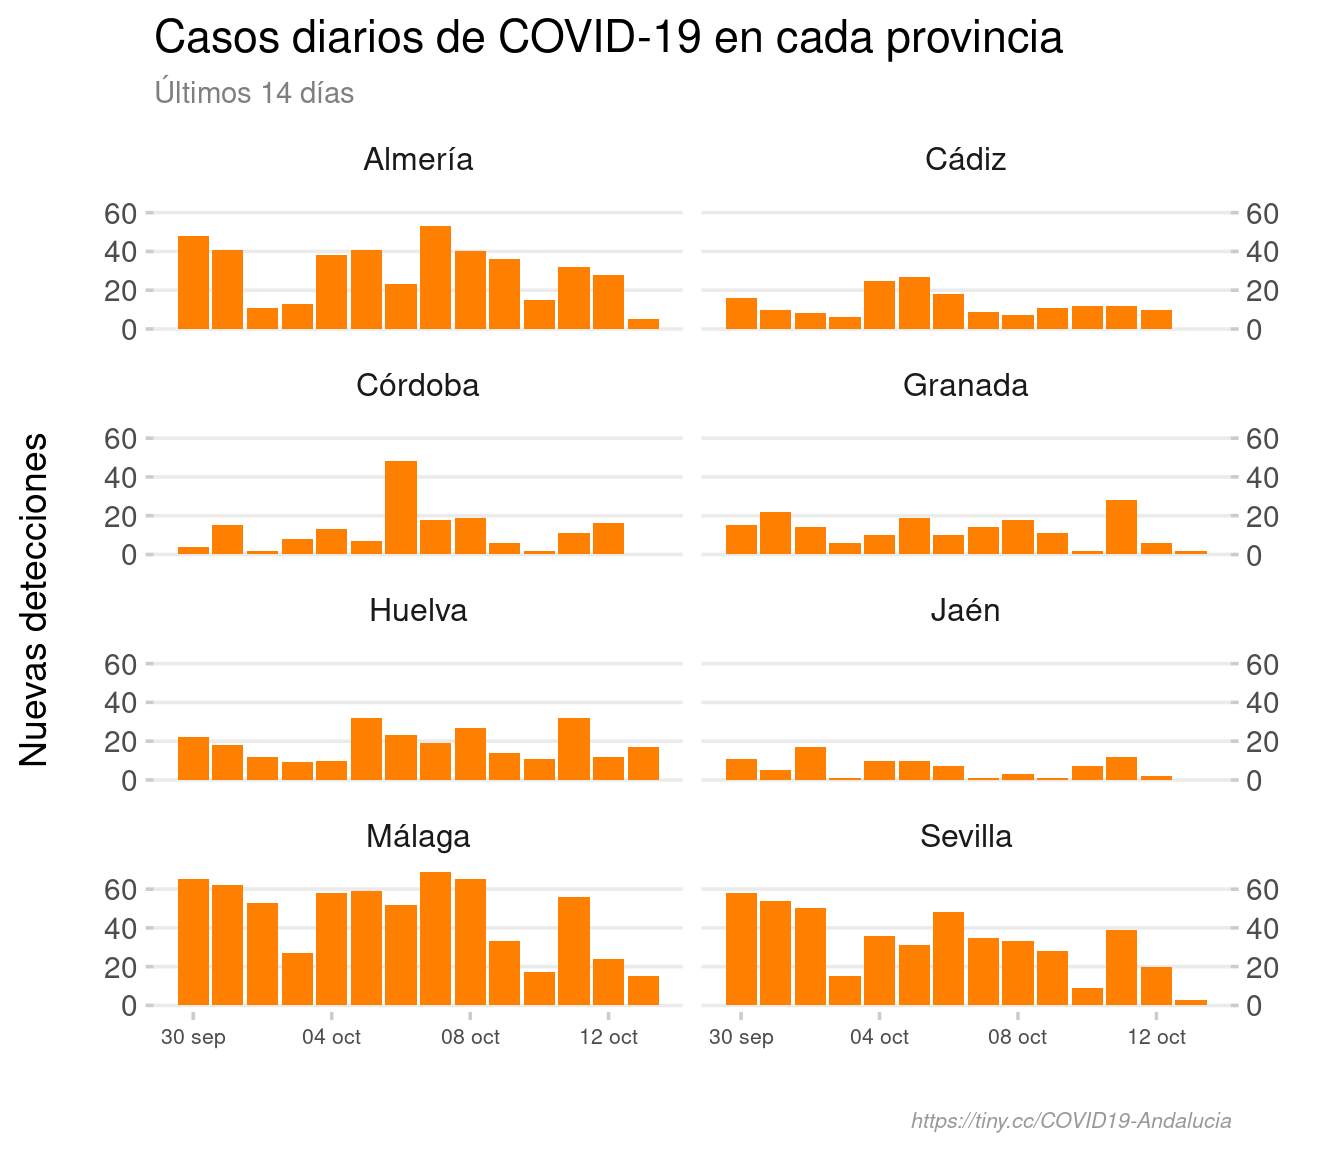 Casos diarios de COVID-19 en cada provincia
Últimos 14 días
Almería
Cádiz
60
40
20
0
60
40
20
0
Córdoba
Granada
60
40
20
0
60
40
20
0
Nuevas detecciones
Huelva
Jaén
60
40
20
0
60
40
20
0
Málaga
Sevilla
60
40
20
0
60
40
20
0
30 sep 04 oct 08 oct 12 oct
30 sep 04 oct 08 oct 12 oct
https://tiny.cc/COVID19-Andalucia